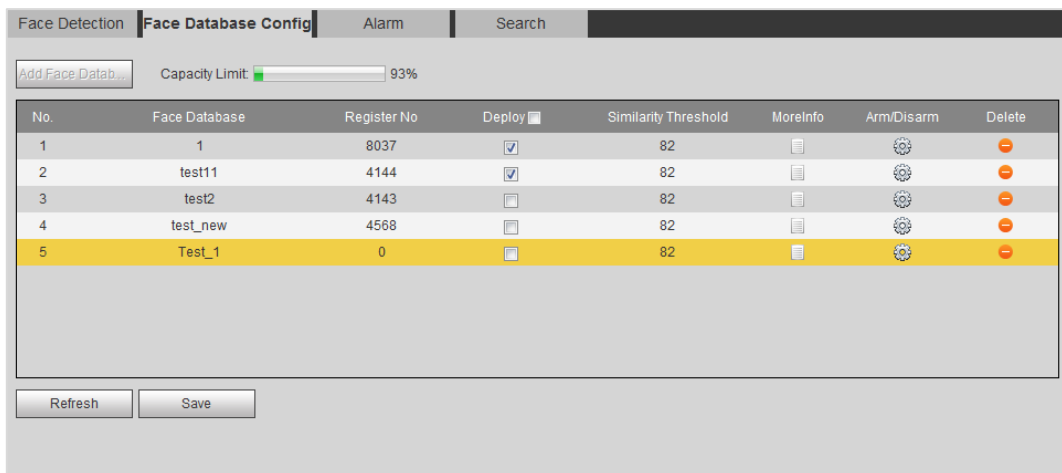 Face Detection Face Database Config Alarm Search
Add Face Datab... Capacity Limit: 93%
No. Face Database Register No Deploy Similarity Threshold MoreInfo Arm/Disarm Delete
1 1 8037 82
2 test11 4144 82
3 test2 4143 82
4 test_new 4568 82
5 Test_1 0 82
Refresh Save